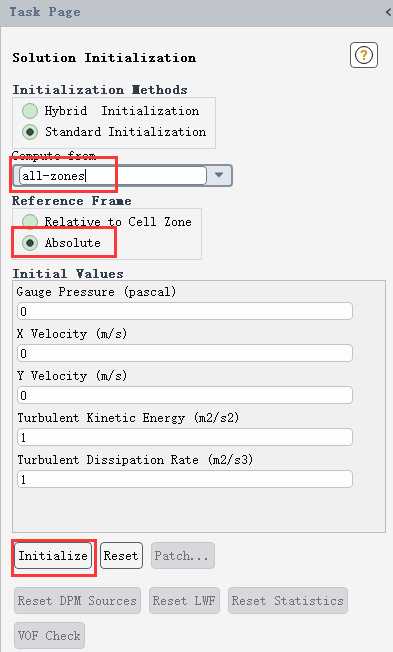 Task Page
Solution Initialization
?
Initialization Methods
Hybrid Initialization
Standard Initialization
Compute from
all-zones
Reference Frame
Relative to Cell Zone
Absolute
Initial Values
Gauge Pressure (pascal)
0
X Velocity (m/s)
0
Y Velocity (m/s)
0
Turbulent Kinetic Energy (m2/s2)
1
Turbulent Dissipation Rate (m2/s3)
1
Initialize Reset Patch...
Reset DPM Sources Reset LWF Reset Statistics
VOF Check